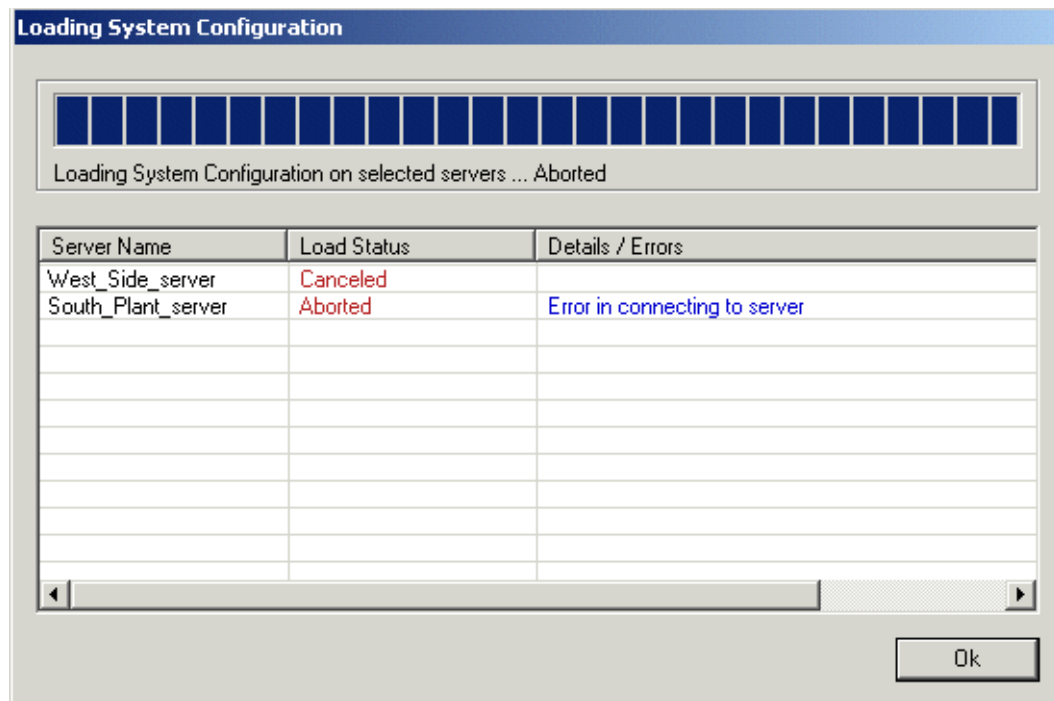 Loading System Configuration
Loading System Configuration on selected servers ... Aborted
Server Name Load Status Details / Errors
West_Side_server Canceled
South_Plant_server Aborted Error in connecting to server
Ok